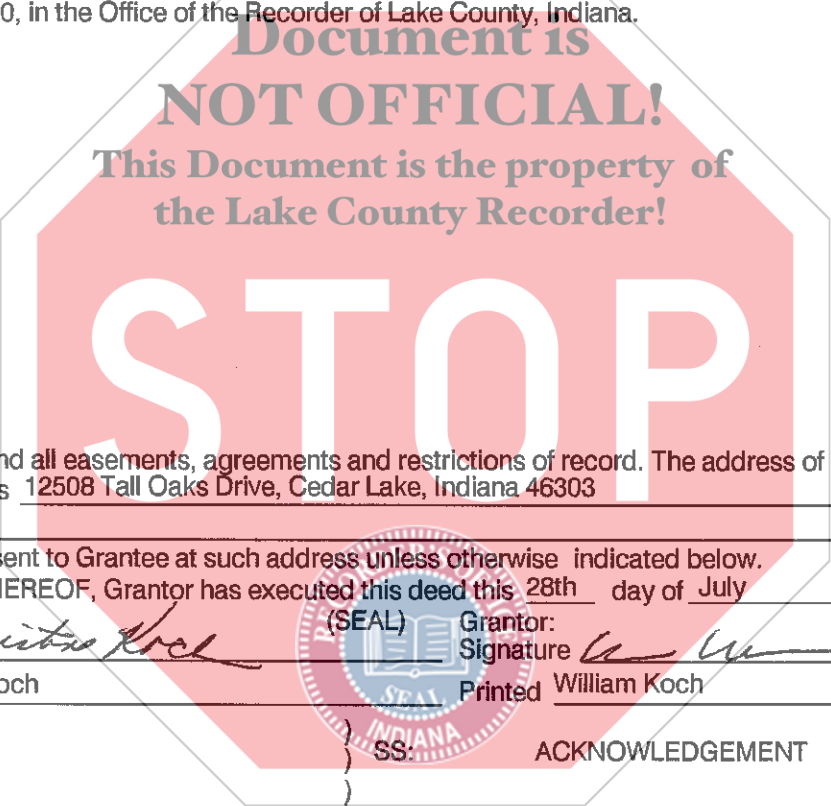 0, in the Office of the Recorder of Lake County, Indiana.
Document is
NOT OFFICIAL!
This Document is the property of
the Lake County Recorder!
STOP
nd all easements, agreements and restrictions of record. The address of
s 12508 Tall Oaks Drive, Cedar Lake, Indiana 46303
sent to Grantee at such address unless otherwise indicated below.
HEREOF, Grantor has executed this deed this 28th day of July
(SEAL) Grantor:
Koch Signature
och Printed William Koch
RECORDER'S OFFICE
SEAL
INDIANA
) SS: ACKNOWLEDGEMENT
)
)